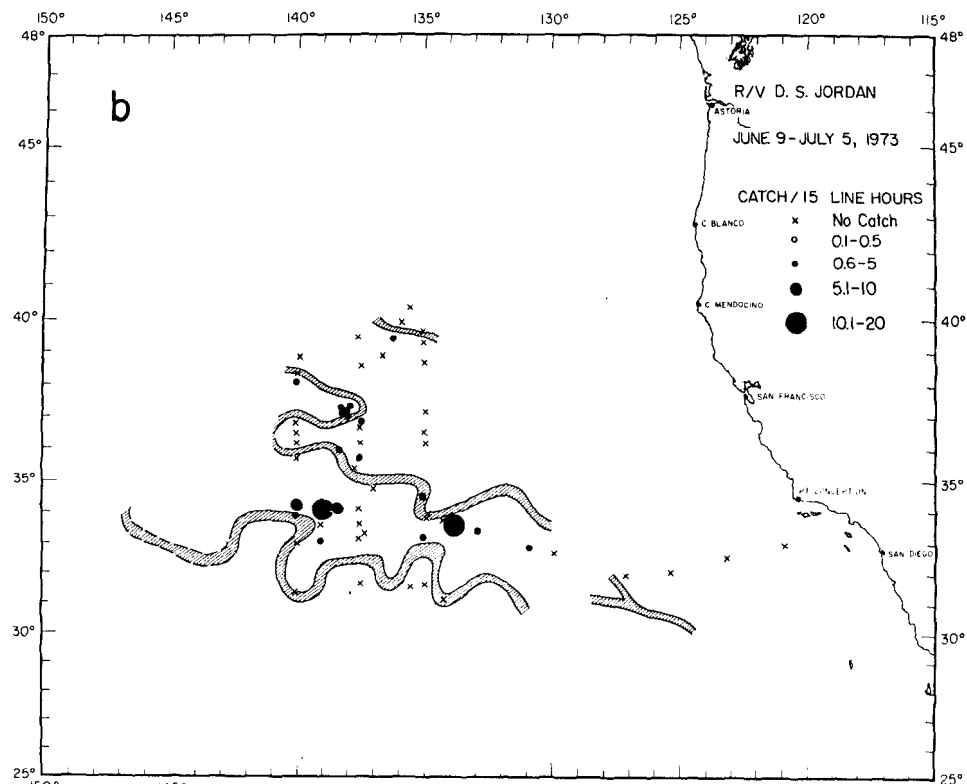 150° 145° 140° 135° 130° 125° 120° 115°
48° 48°
b
R/V D. S. JORDAN
ASTORIA
JUNE 9–JULY 5, 1973
45° 45°
CATCH / 15 LINE HOURS
x No Catch
0.1–0.5
C BLANCO
0.6–5
5.1–10
C. MENDOCINO
10.1–20
40° 40°
SAN FRANCISCO
35° 35°
PT. CONCEPTION
SAN DIEGO
30° 30°
25° 25°